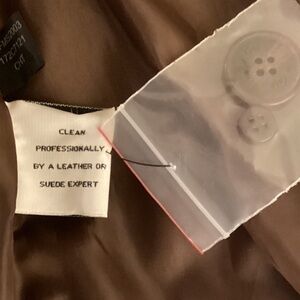 CLEAN
PROFESSIONALLY
BY A LEATHER OR
SUEDE EXPERT